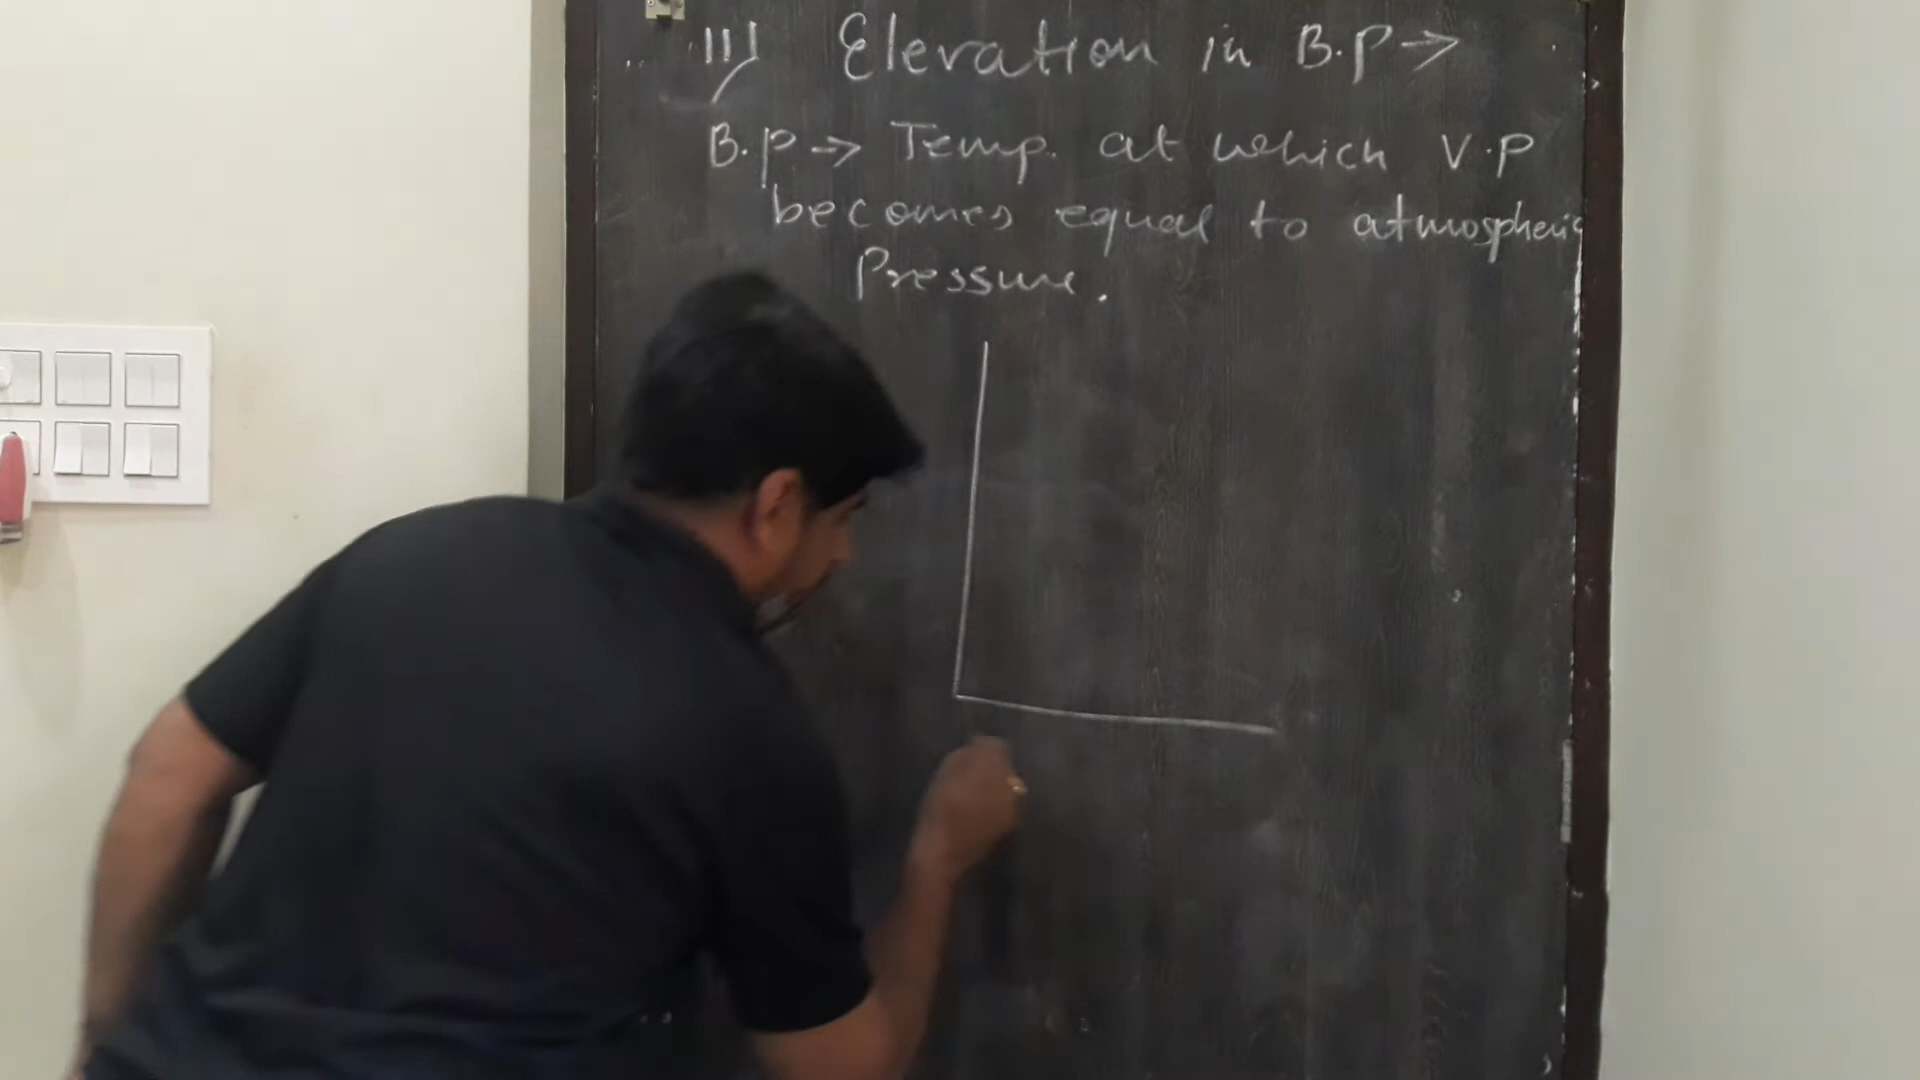 III) Elevation in B.P →
B.P → Temp. at which V.P
becomes equal to atmospheric
Pressure.